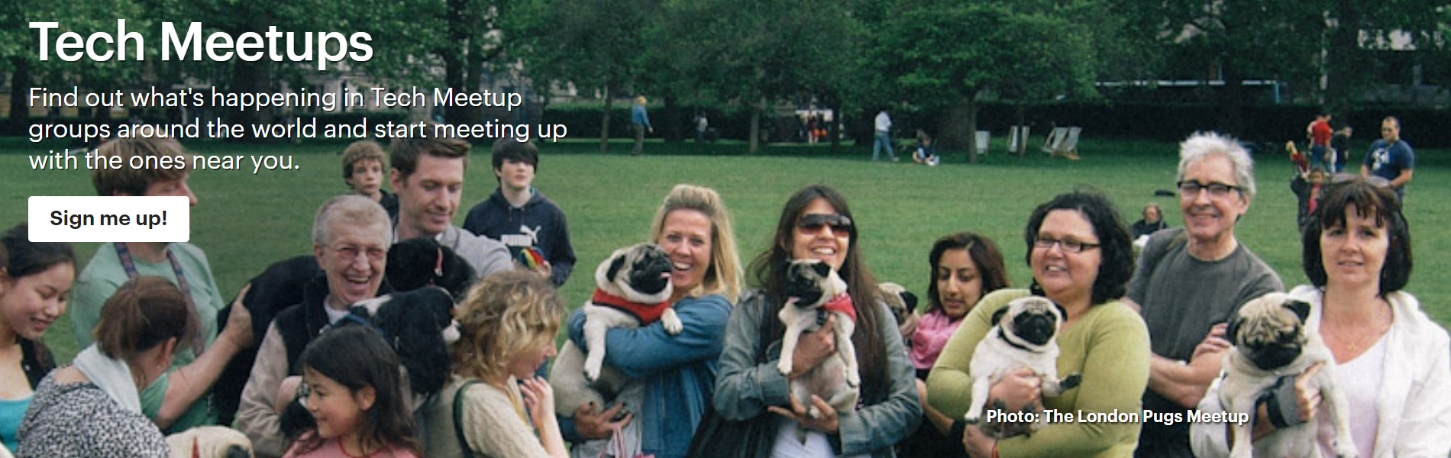 Tech Meetups
Find out what's happening in Tech Meetup
groups around the world and start meeting up
with the ones near you.
Sign me up!
PUMA
Photo: The London Pugs Meetup